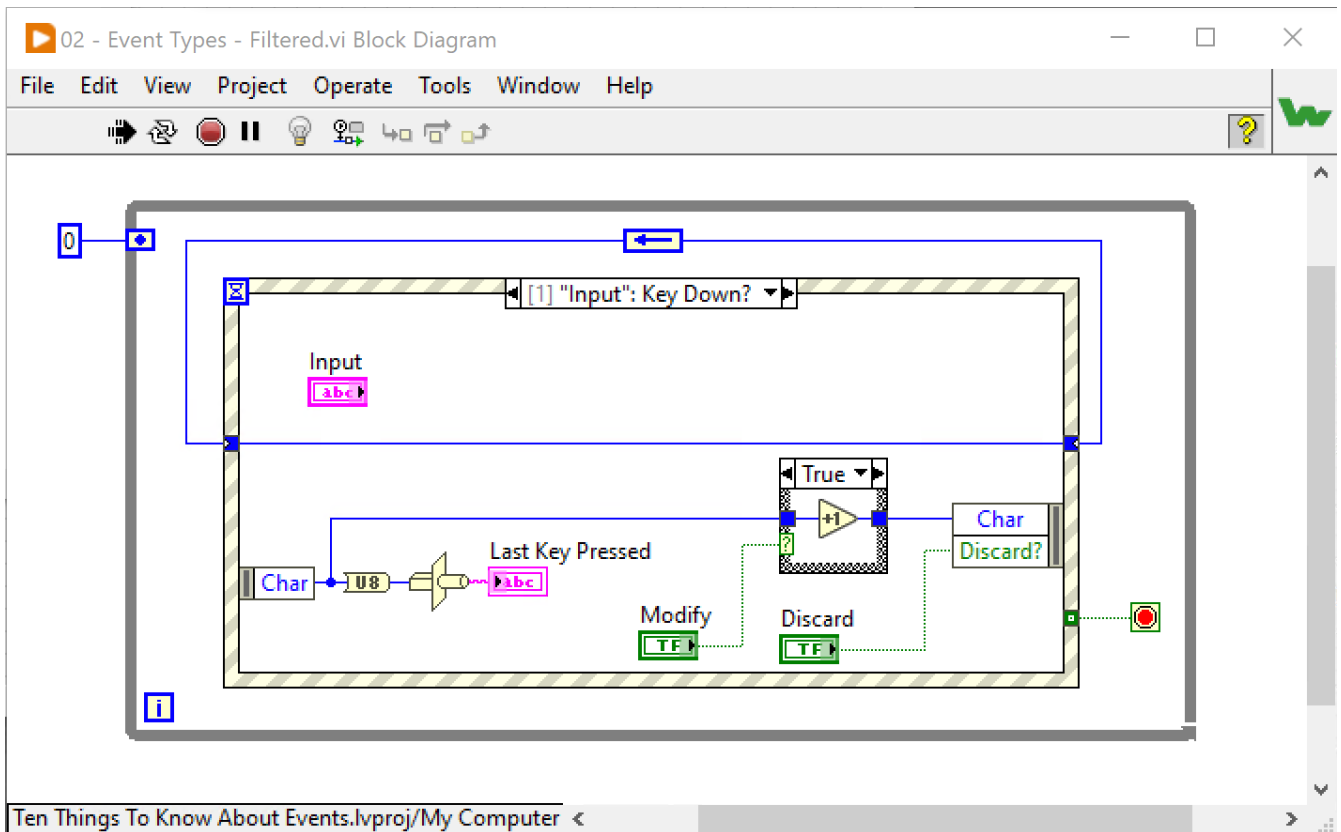 02 - Event Types - Filtered.vi Block Diagram
File Edit View Project Operate Tools Window Help
?
0
[1] "Input": Key Down?
Input
abc
True
+1
Char
?
Discard?
Last Key Pressed
Char
U8
abc
Modify
Discard
TF
TF
i
Ten Things To Know About Events.lvproj/My Computer